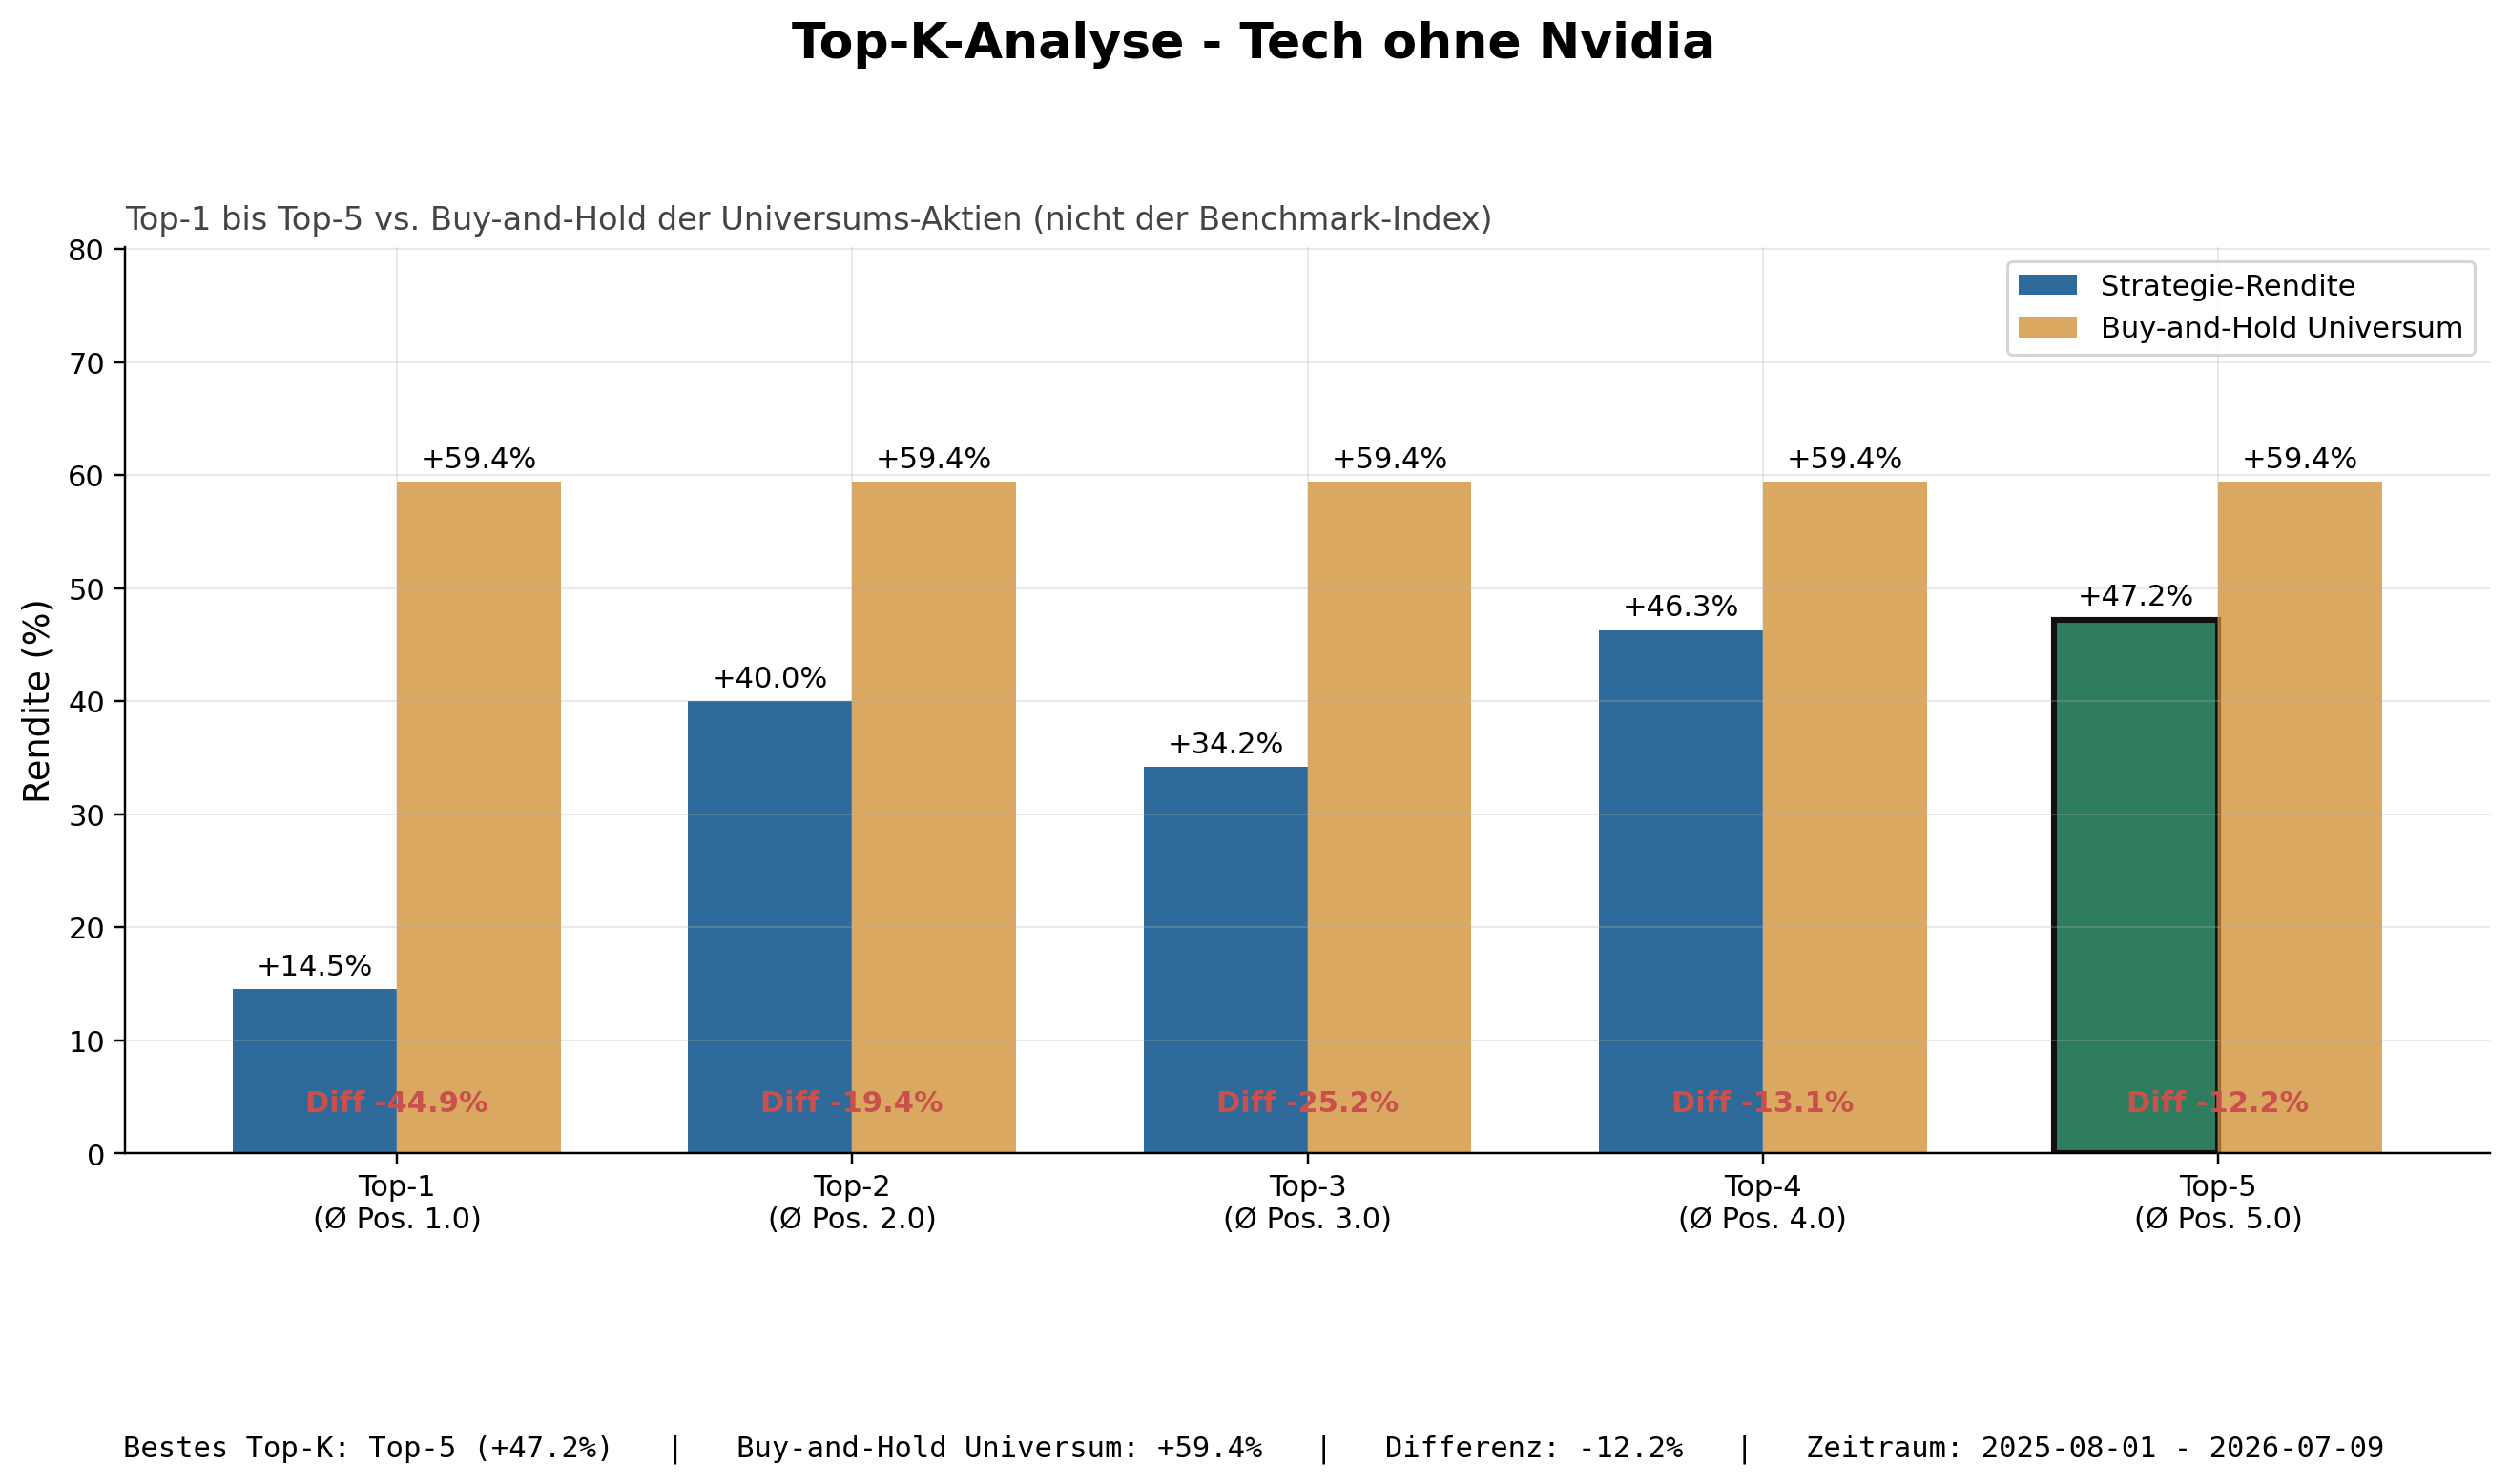 Top-K-Analyse - Tech ohne Nvidia
Top-1 bis Top-5 vs. Buy-and-Hold der Universums-Aktien (nicht der Benchmark-Index)
Rendite (%)
80
70
60
50
40
30
20
10
0
Strategie-Rendite
Buy-and-Hold Universum
+14.5%
+59.4%
+40.0%
+59.4%
+34.2%
+59.4%
+46.3%
+59.4%
+47.2%
+59.4%
Diff -44.9%
Diff -19.4%
Diff -25.2%
Diff -13.1%
Diff -12.2%
Top-1
(Ø Pos. 1.0)
Top-2
(Ø Pos. 2.0)
Top-3
(Ø Pos. 3.0)
Top-4
(Ø Pos. 4.0)
Top-5
(Ø Pos. 5.0)
Bestes Top-K: Top-5 (+47.2%) | Buy-and-Hold Universum: +59.4% | Differenz: -12.2% | Zeitraum: 2025-08-01 - 2026-07-09